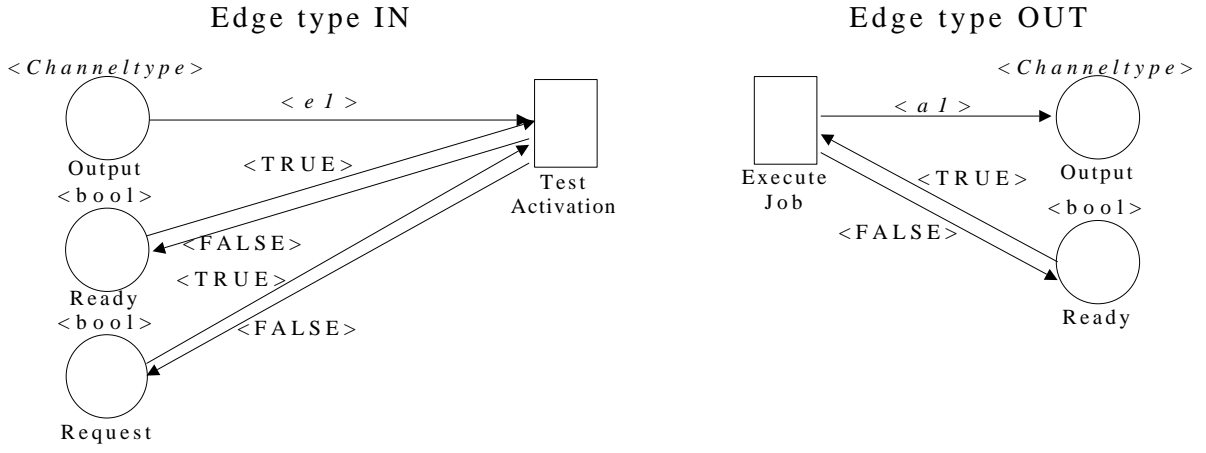 Edge type IN
<Channeltype>
<e1>
Output
<TRUE>
Test
Activation
<bool>
<FALSE>
<TRUE>
Ready
<bool>
<FALSE>
Request
Edge type OUT
<Channeltype>
<a1>
Execute
Job
Output
<TRUE>
<bool>
<FALSE>
Ready